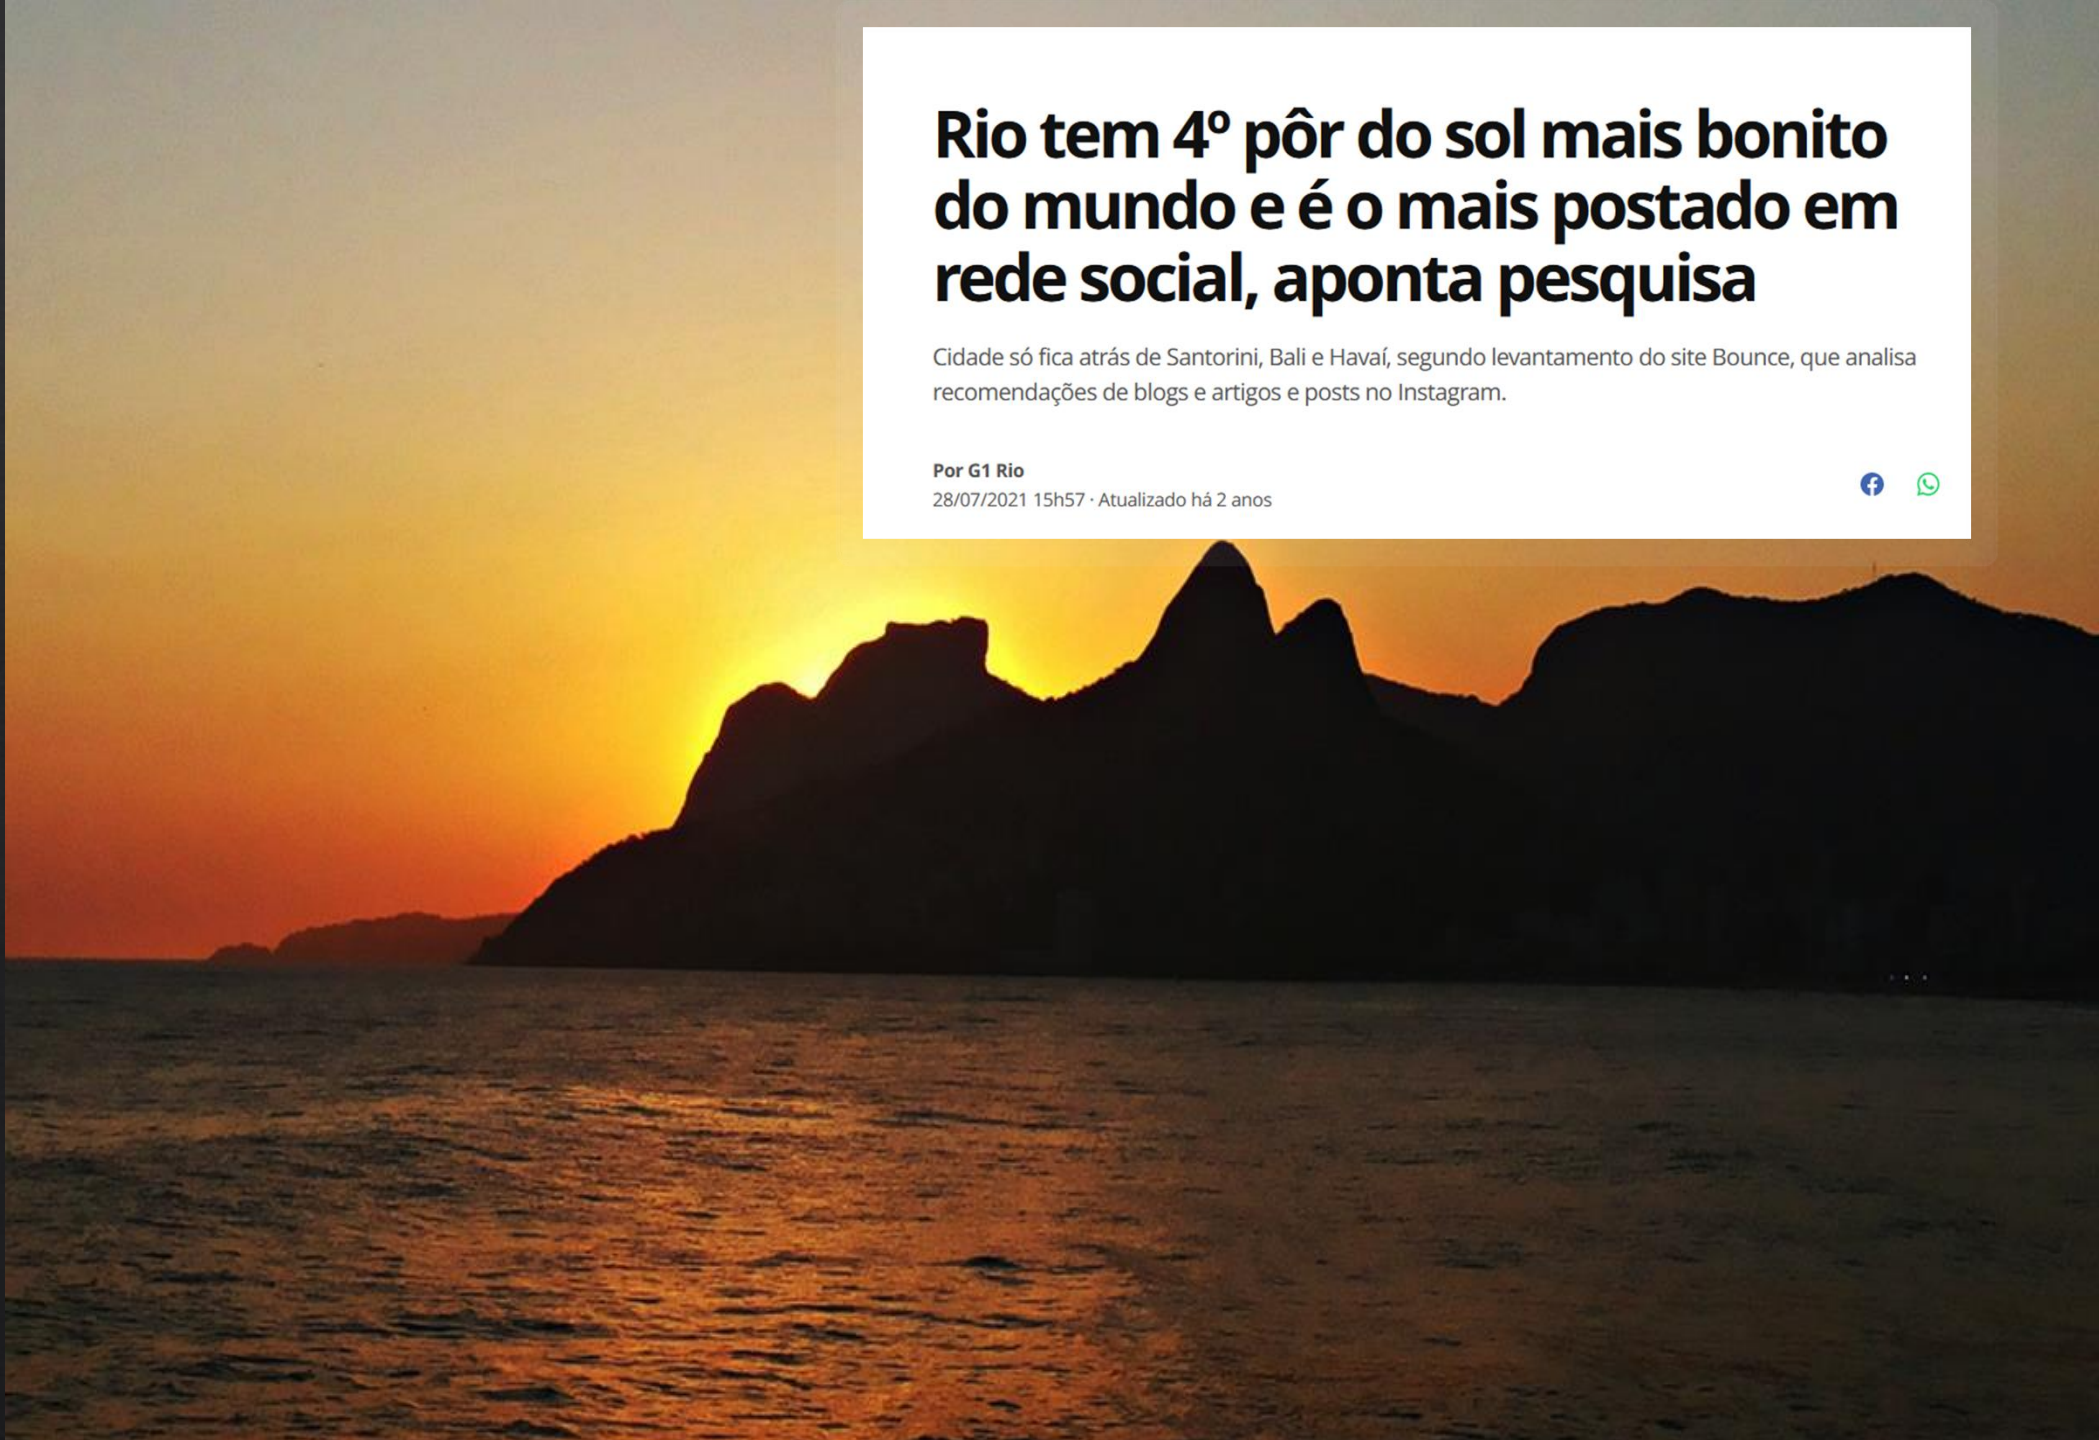 Rio tem 4º pôr do sol mais bonito
do mundo e é o mais postado em
rede social, aponta pesquisa
Cidade só fica atrás de Santorini, Bali e Havaí, segundo levantamento do site Bounce, que analisa
recomendações de blogs e artigos e posts no Instagram.
Por G1 Rio
28/07/2021 15h57 · Atualizado há 2 anos